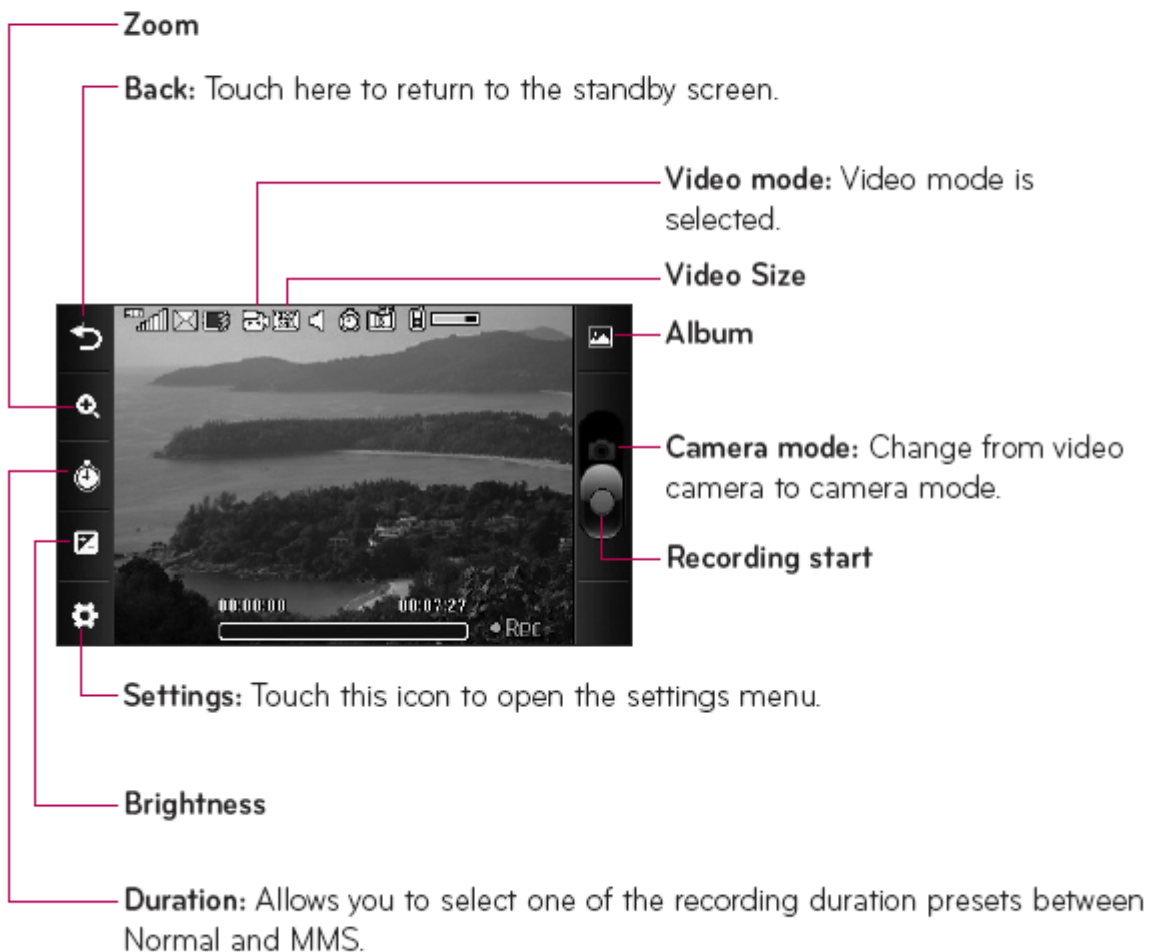 Zoom
Back: Touch here to return to the standby screen.
Video mode: Video mode is
selected.
Video Size
Album
Camera mode: Change from video
camera to camera mode.
Recording start
00:00:00 00:07:27
Rec
Settings: Touch this icon to open the settings menu.
Brightness
Duration: Allows you to select one of the recording duration presets between
Normal and MMS.